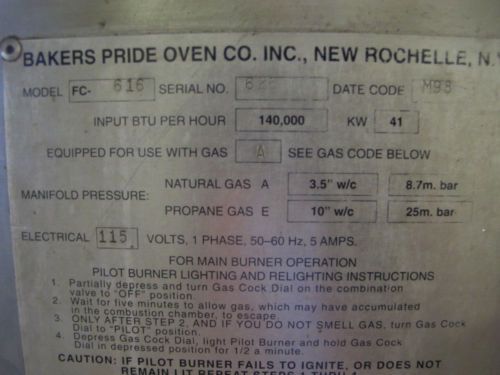 BAKERS PRIDE OVEN CO. INC., NEW ROCHELLE, N.
MODEL FC- 616 SERIAL NO. DATE CODE M98
INPUT BTU PER HOUR 140,000 KW 41
EQUIPPED FOR USE WITH GAS A SEE GAS CODE BELOW
MANIFOLD PRESSURE:
NATURAL GAS A 3.5" w/c 8.7m. bar
PROPANE GAS E 10" w/c 25m. bar
ELECTRICAL 115 VOLTS, 1 PHASE, 50-60 Hz, 5 AMPS.
FOR MAIN BURNER OPERATION
PILOT BURNER LIGHTING AND RELIGHTING INSTRUCTIONS
1. Partially depress and turn Gas Cock Dial on the combination
valve to "OFF" position.
2. Wait for five minutes to allow gas, which may have accumulated
in the combustion chamber, to escape.
3. ONLY AFTER STEP 2, AND IF YOU DO NOT SMELL GAS, turn Gas Cock
Dial to "PILOT" position.
4. Depress Gas Cock Dial, light Pilot Burner and hold Gas Cock
Dial in depressed position for 1/2 a minute.
CAUTION: IF PILOT BURNER FAILS TO IGNITE, OR DOES NOT
REMAIN LIT REPEAT STEPS 1 THRU